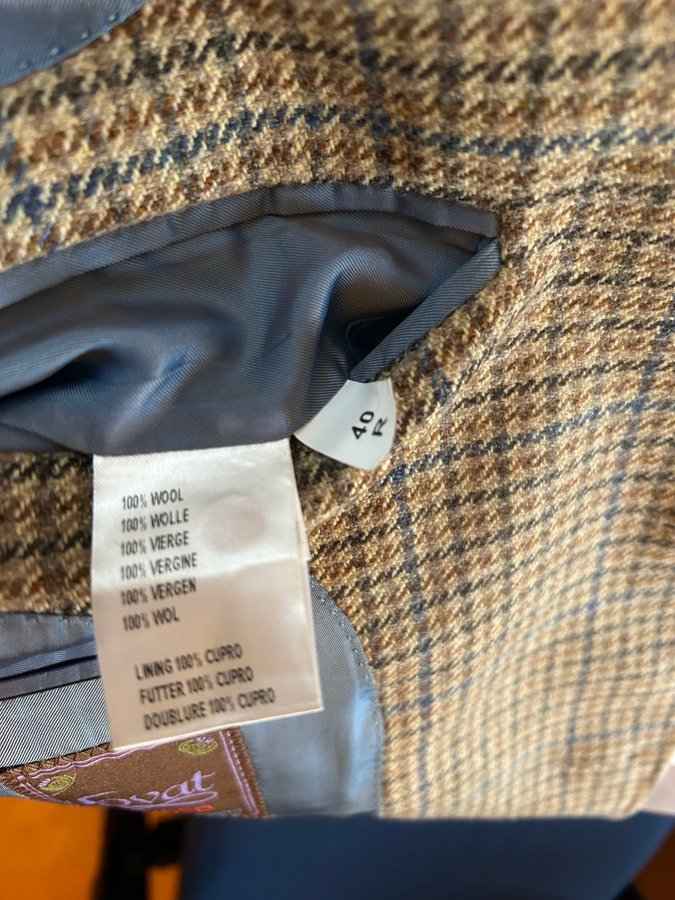 40
R
100% WOOL
100% WOLLE
100% VIERGE
100% VERGINE
100% VERGEN
100% WOL
LINING 100% CUPRO
FUTTER 100% CUPRO
DOUBLURE 100% CUPRO